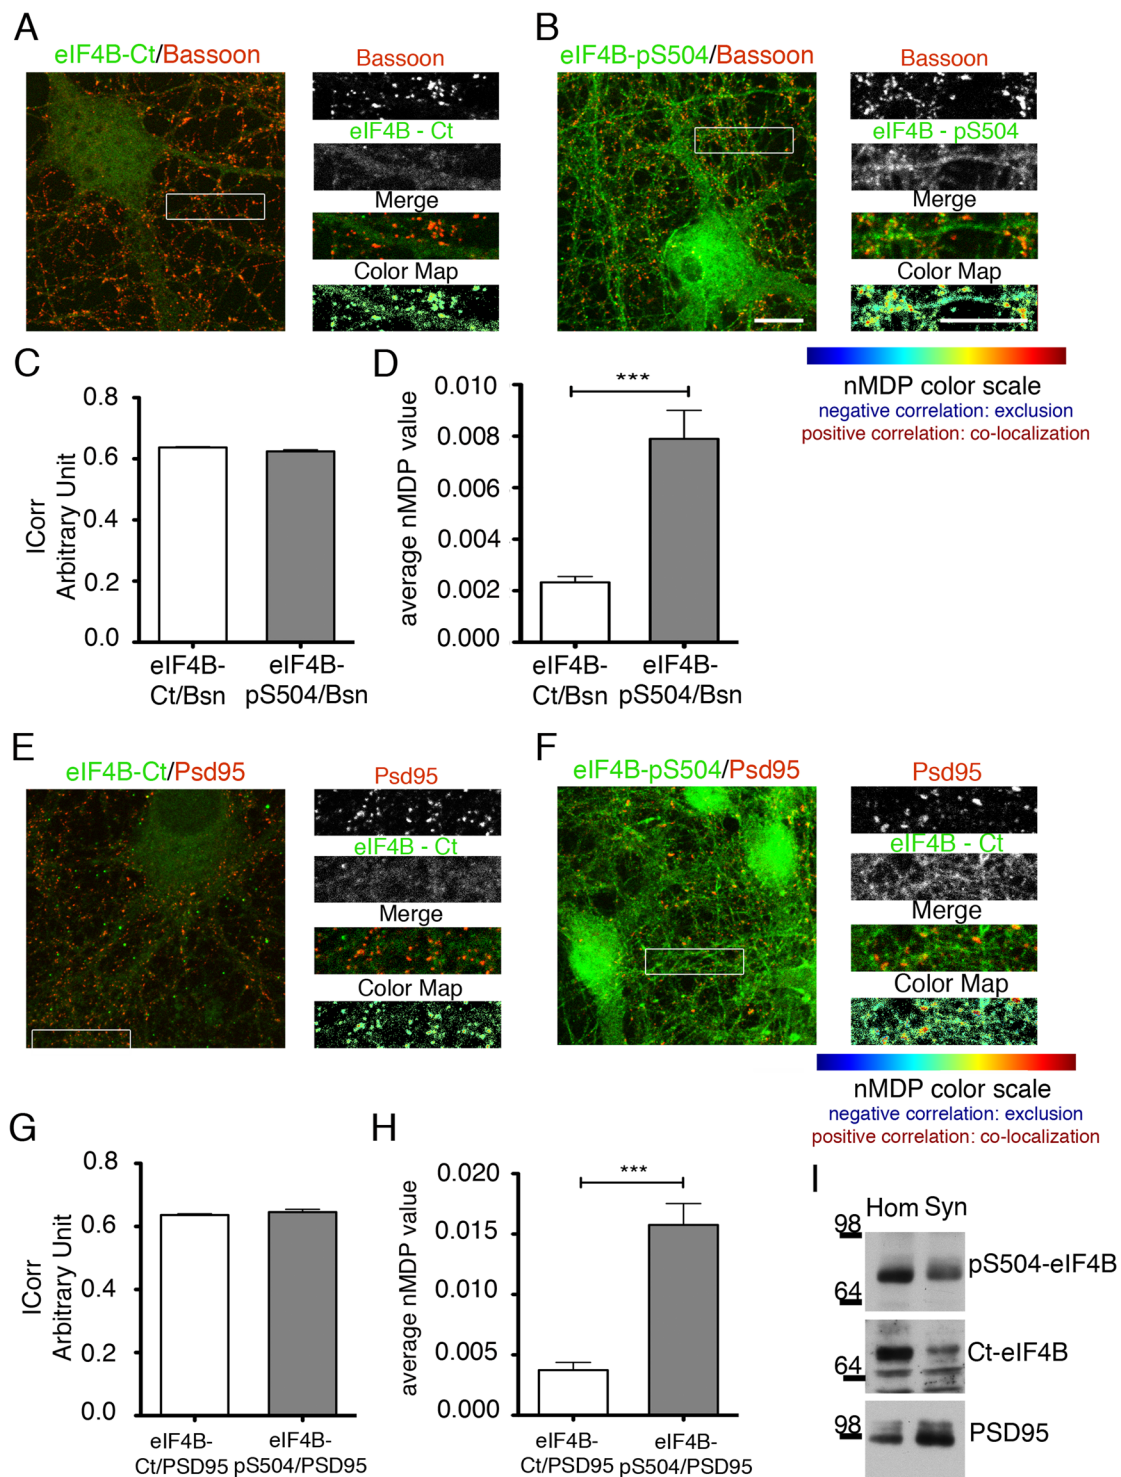 A
eIF4B-Ct/Bassoon
Bassoon
eIF4B - Ct
Merge
Color Map
B
eIF4B-pS504/Bassoon
Bassoon
eIF4B - pS504
Merge
Color Map
nMDP color scale
negative correlation: exclusion
positive correlation: co-localization
C
ICorr
Arbitrary Unit
0.8
0.6
0.4
0.2
0.0
eIF4B-
Ct/Bsn
eIF4B-
pS504/Bsn
D
average nMDP value
0.010
0.008
0.006
0.004
0.002
0.000
***
eIF4B-
Ct/Bsn
eIF4B-
pS504/Bsn
E
eIF4B-Ct/Psd95
Psd95
eIF4B - Ct
Merge
Color Map
F
eIF4B-pS504/Psd95
Psd95
eIF4B - Ct
Merge
Color Map
nMDP color scale
negative correlation: exclusion
positive correlation: co-localization
G
ICorr
Arbitrary Unit
0.8
0.6
0.4
0.2
0.0
eIF4B-
Ct/PSD95
eIF4B-
pS504/PSD95
H
average nMDP value
0.020
0.015
0.010
0.005
0.000
***
eIF4B-
Ct/PSD95
eIF4B-
pS504/PSD95
I
Hom Syn
98
64
pS504-eIF4B
64
Ct-eIF4B
98
PSD95